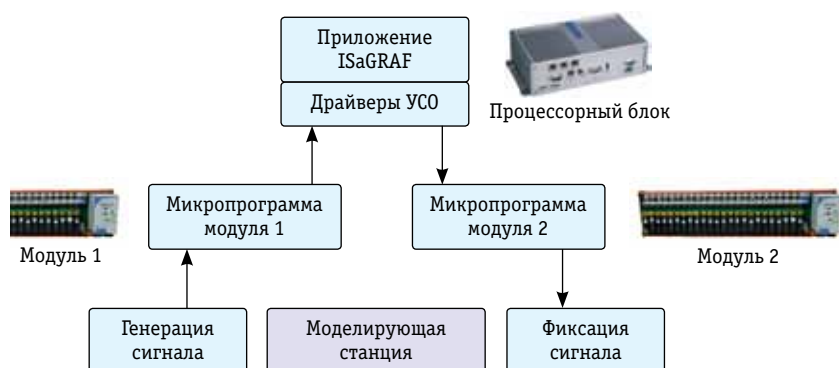 Приложение
ISaGRAF
Драйверы УСО
Процессорный блок
Микропрограмма
модуля 1
Микропрограмма
модуля 2
Модуль 1
Модуль 2
Генерация
сигнала
Моделирующая
станция
Фиксация
сигнала